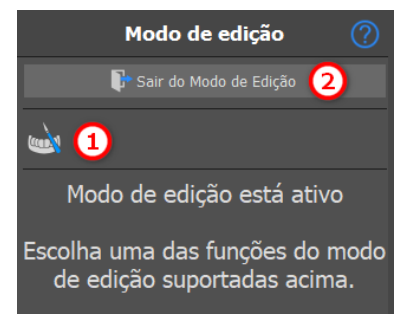 Modo de edição ?
Sair do Modo de Edição 2
1
Modo de edição está ativo
Escolha uma das funções do modo
de edição suportadas acima.